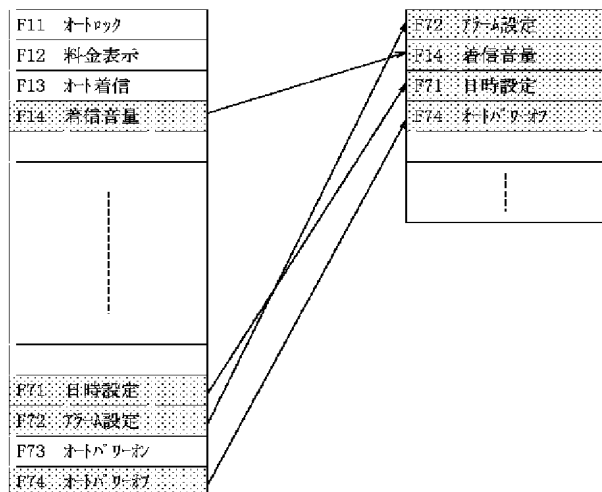 F11 ｵｰﾄﾛｯｸ
F12 料金表示
F13 ｵｰﾄ着信
F14 着信音量
F71 日時設定
F72 ｱﾗｰﾑ設定
F73 ｵｰﾄﾊﾟﾜｰｵﾝ
F74 ｵｰﾄﾊﾟﾜｰｵﾌ
F72 ｱﾗｰﾑ設定
F14 着信音量
F71 日時設定
F74 ｵｰﾄﾊﾟﾜｰｵﾌ